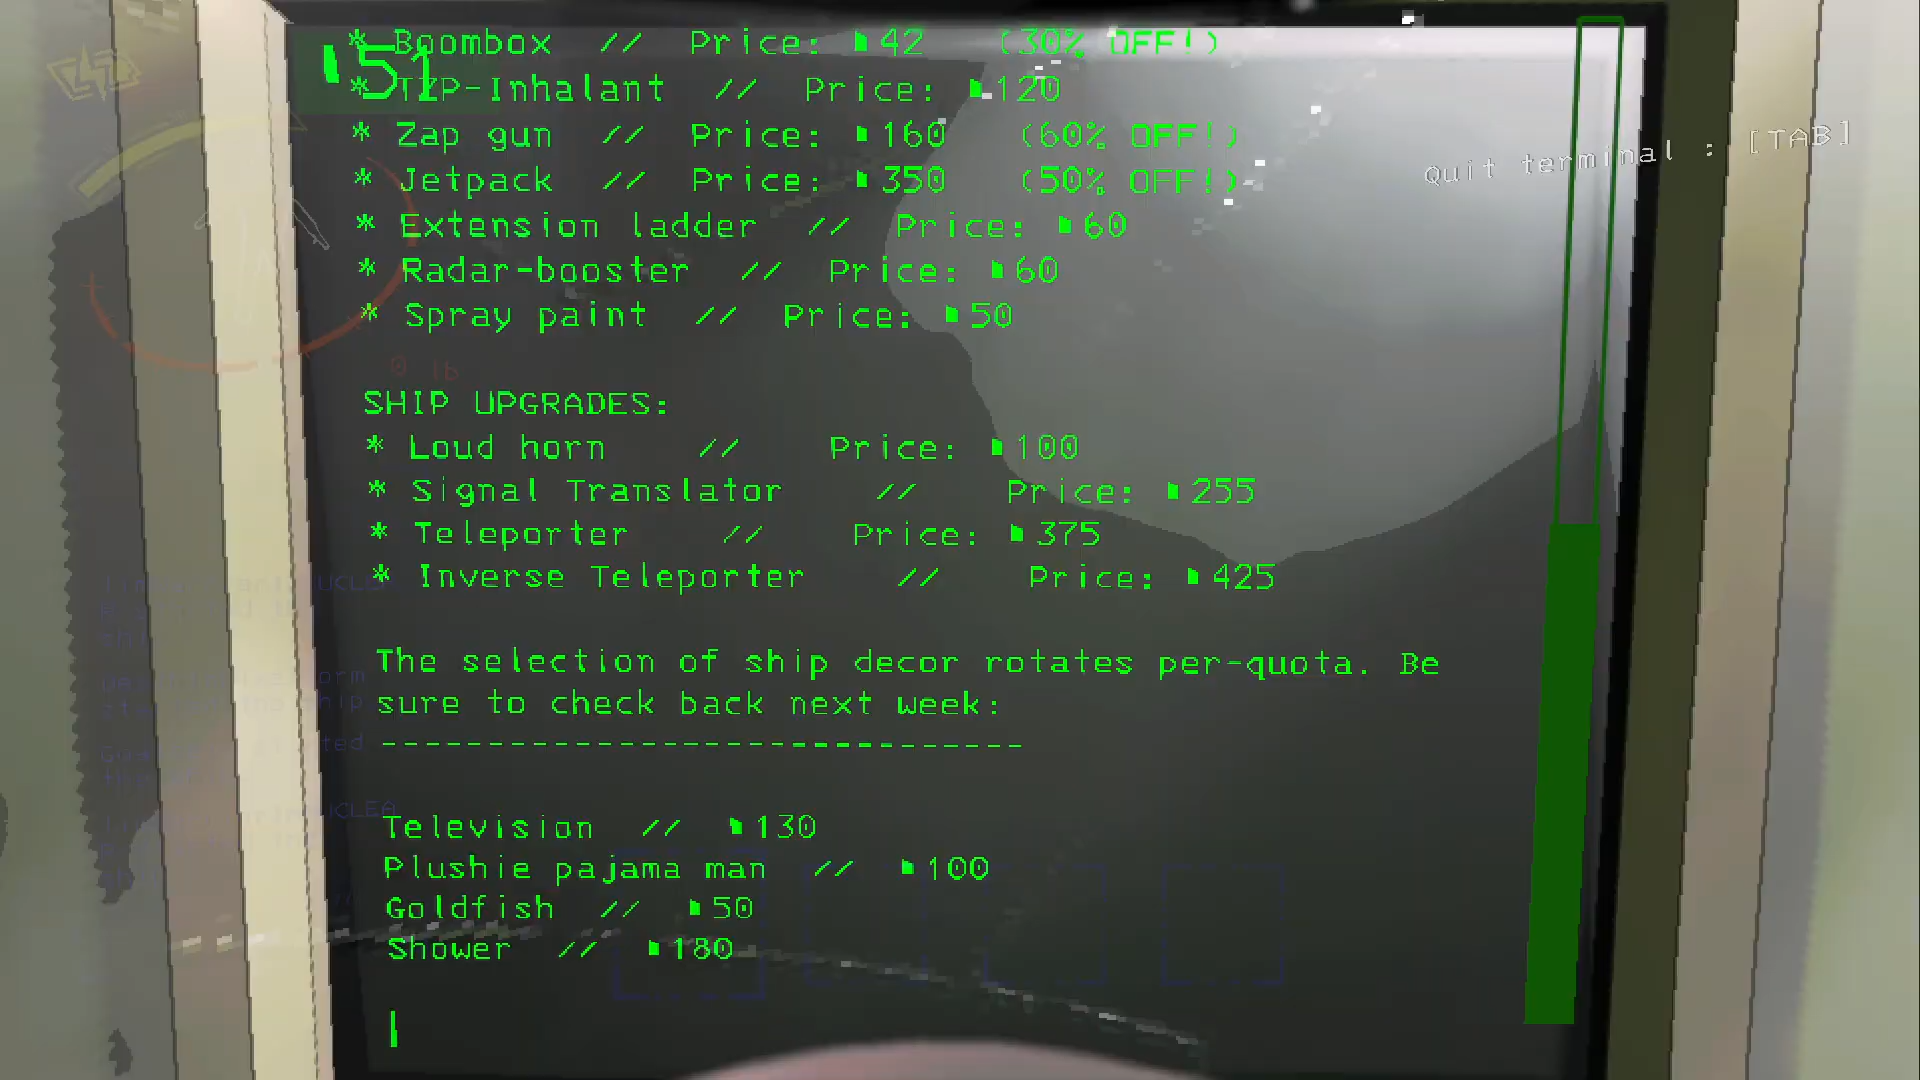 * Boombox // Price: 42 (30% OFF!)
51
* TZP-Inhalant // Price: 120
* Zap gun // Price: 160 (60% OFF!)
Quit terminal : [TAB]
* Jetpack // Price: 350 (50% OFF!)
* Extension ladder // Price: 60
* Radar-booster // Price: 60
* Spray paint // Price: 50
0 lb
SHIP UPGRADES:
* Loud horn // Price: 100
* Signal Translator // Price: 255
* Teleporter // Price: 375
* Inverse Teleporter // Price: 425
The selection of ship decor rotates per-quota. Be
sure to check back next week:
------------------------------
Television // 130
Plushie pajama man // 100
Goldfish // 50
Shower // 180